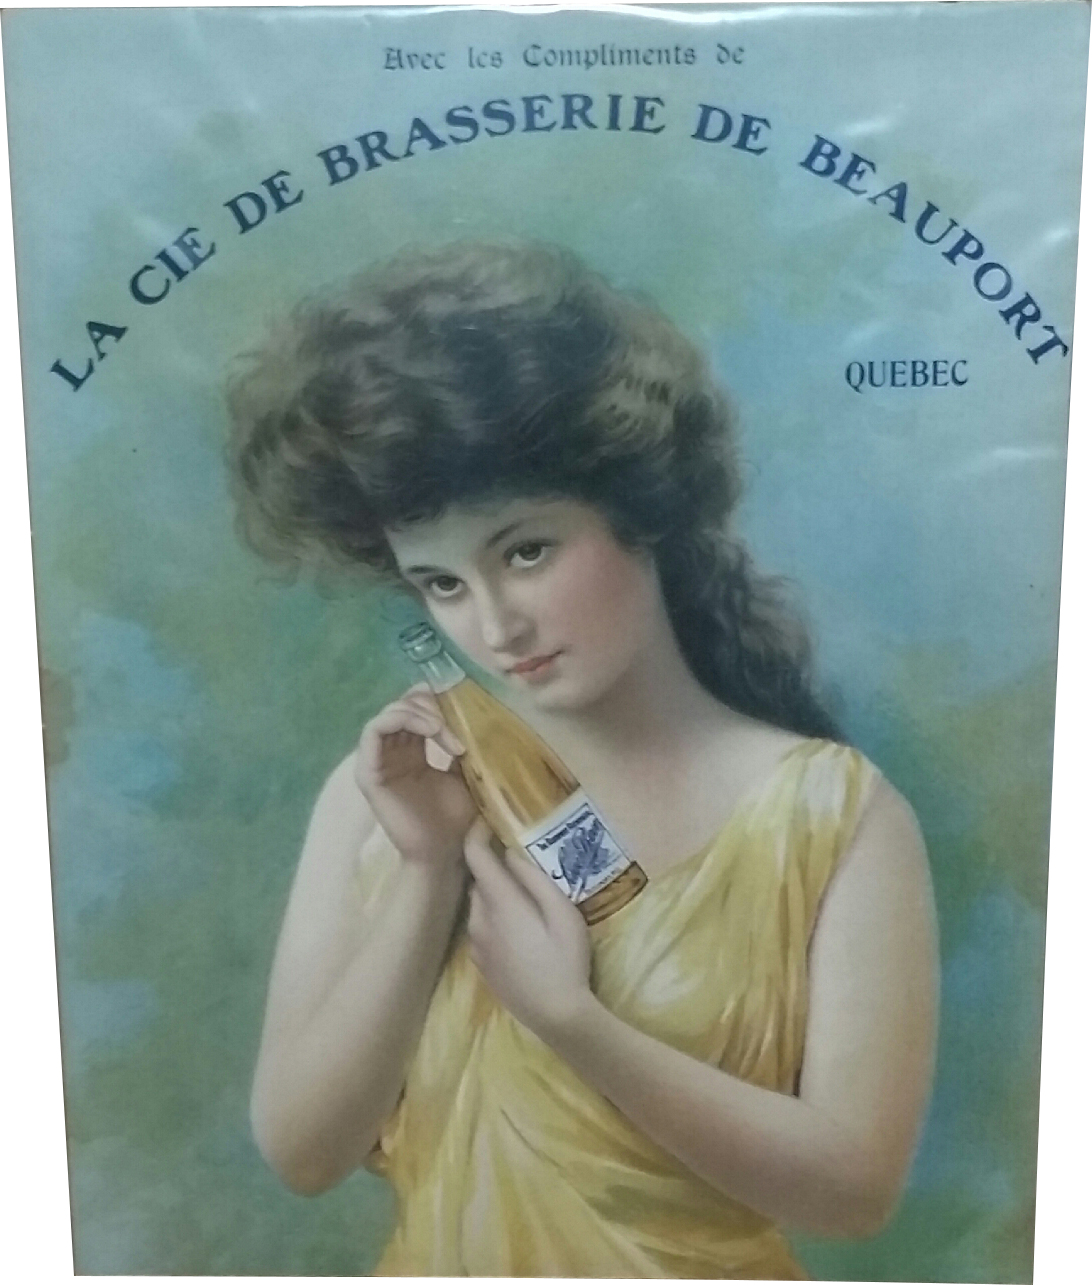 Avec les Compliments de
LA CIE DE BRASSERIE DE BEAUPORT
QUEBEC